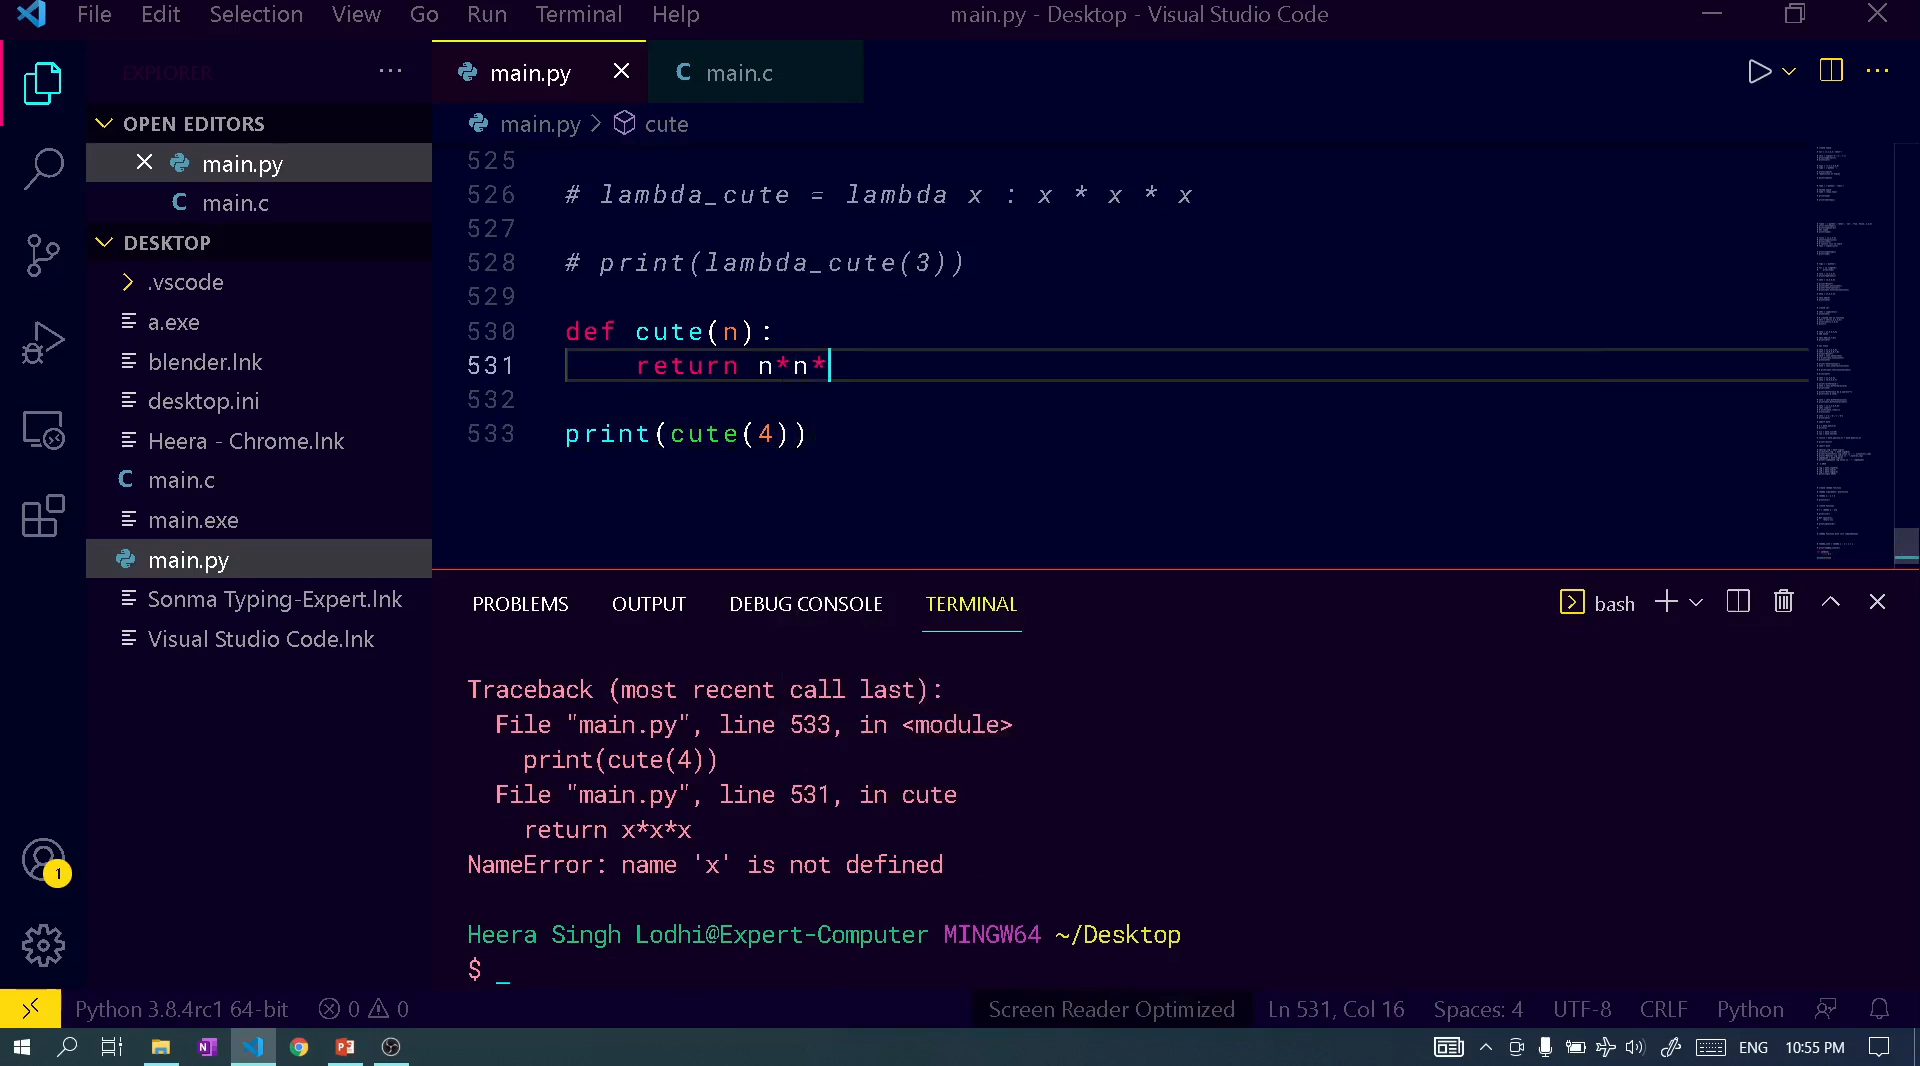 File Edit Selection View Go Run Terminal Help main.py - Desktop - Visual Studio Code
EXPLORER
main.py
main.c
OPEN EDITORS
main.py
main.c
DESKTOP
.vscode
a.exe
blender.lnk
desktop.ini
Heera - Chrome.lnk
main.c
main.exe
main.py
Sonma Typing-Expert.lnk
Visual Studio Code.lnk
main.py > cute
525
526 # lambda_cute = lambda x : x * x * x
527
528 # print(lambda_cute(3))
529
530 def cute(n):
531 return n*n*
532
533 print(cute(4))
PROBLEMS OUTPUT DEBUG CONSOLE TERMINAL bash
Traceback (most recent call last):
File "main.py", line 533, in <module>
print(cute(4))
File "main.py", line 531, in cute
return x*x*x
NameError: name 'x' is not defined
Heera Singh Lodhi@Expert-Computer MINGW64 ~/Desktop
$ _
1
Python 3.8.4rc1 64-bit 0 0 Screen Reader Optimized Ln 531, Col 16 Spaces: 4 UTF-8 CRLF Python
ENG 10:55 PM